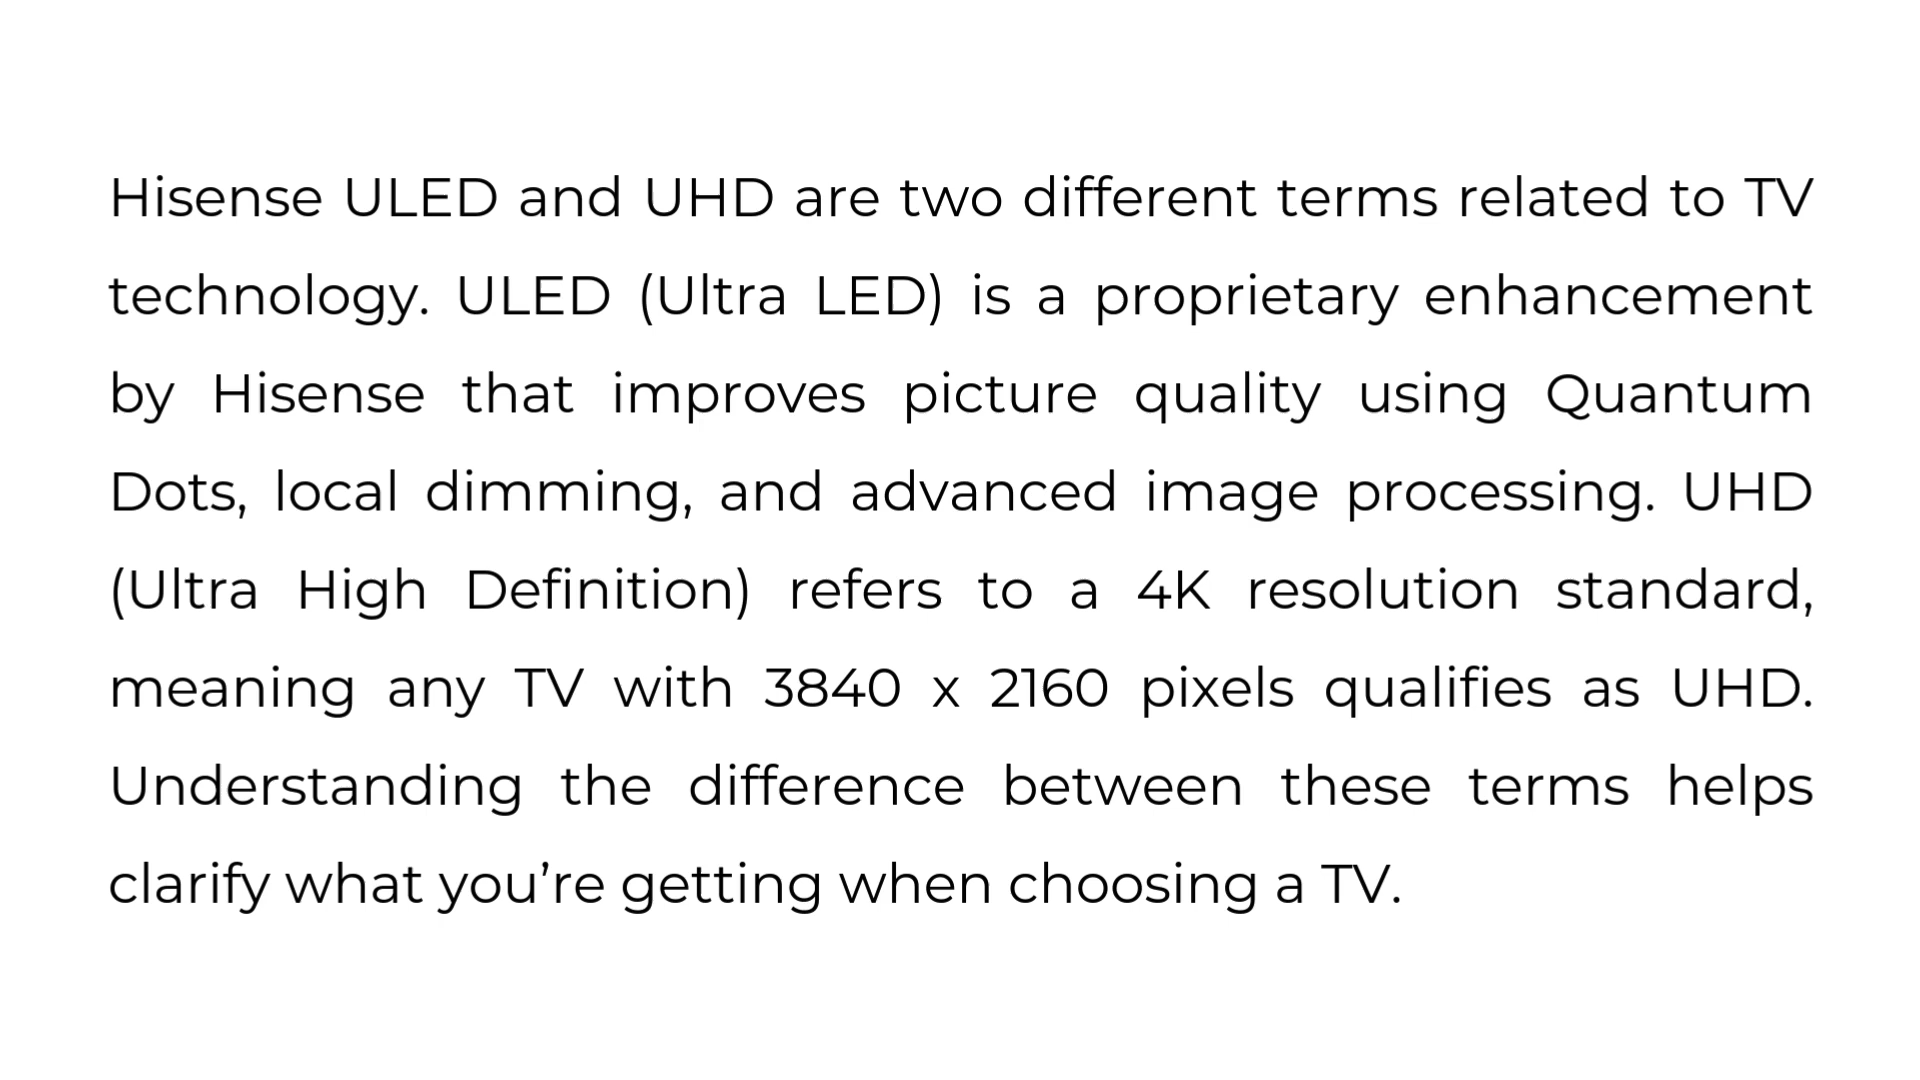 Hisense ULED and UHD are two different terms related to TV
technology. ULED (Ultra LED) is a proprietary enhancement
by Hisense that improves picture quality using Quantum
Dots, local dimming, and advanced image processing. UHD
(Ultra High Definition) refers to a 4K resolution standard,
meaning any TV with 3840 x 2160 pixels qualifies as UHD.
Understanding the difference between these terms helps
clarify what you’re getting when choosing a TV.